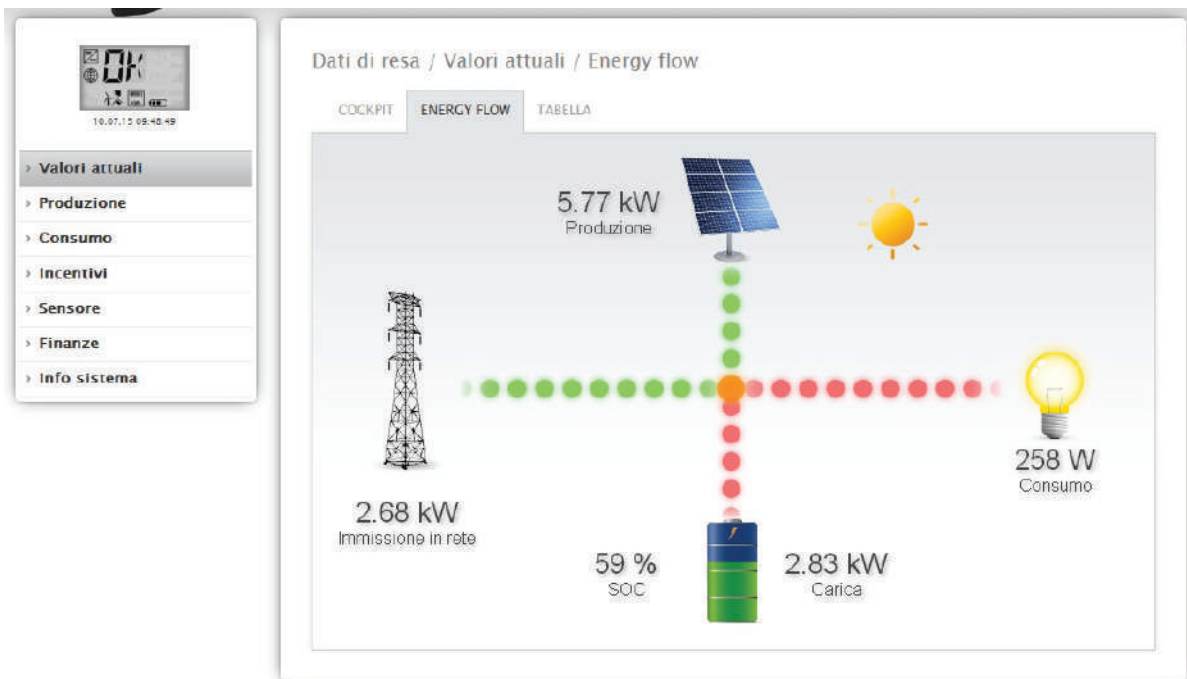 OK
10.07.15 09:48:49
› Valori attuali
› Produzione
› Consumo
› Incentivi
› Sensore
› Finanze
› Info sistema
Dati di resa / Valori attuali / Energy flow
COCKPIT ENERGY FLOW TABELLA
5.77 kW
Produzione
258 W
Consumo
2.68 kW
Immissione in rete
59 %
SOC
2.83 kW
Carica